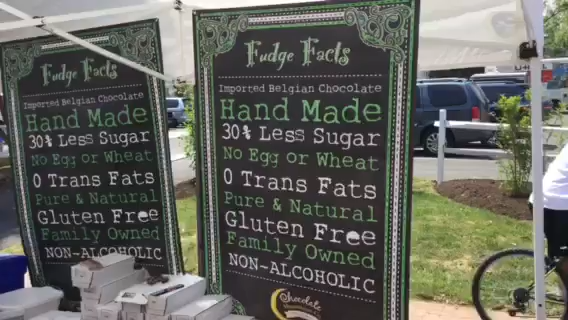 Fudge Facts
Imported Belgian Chocolate
Hand Made
30% Less Sugar
No Egg or Wheat
0 Trans Fats
Pure & Natural
Gluten Free
Family Owned
NON-ALCOHOLIC
Fudge Facts
Imported Belgian Chocolate
Hand Made
30% Less Sugar
No Egg or Wheat
0 Trans Fats
Pure & Natural
Gluten Free
Family Owned
NON-ALCOHOLIC
Chocolate